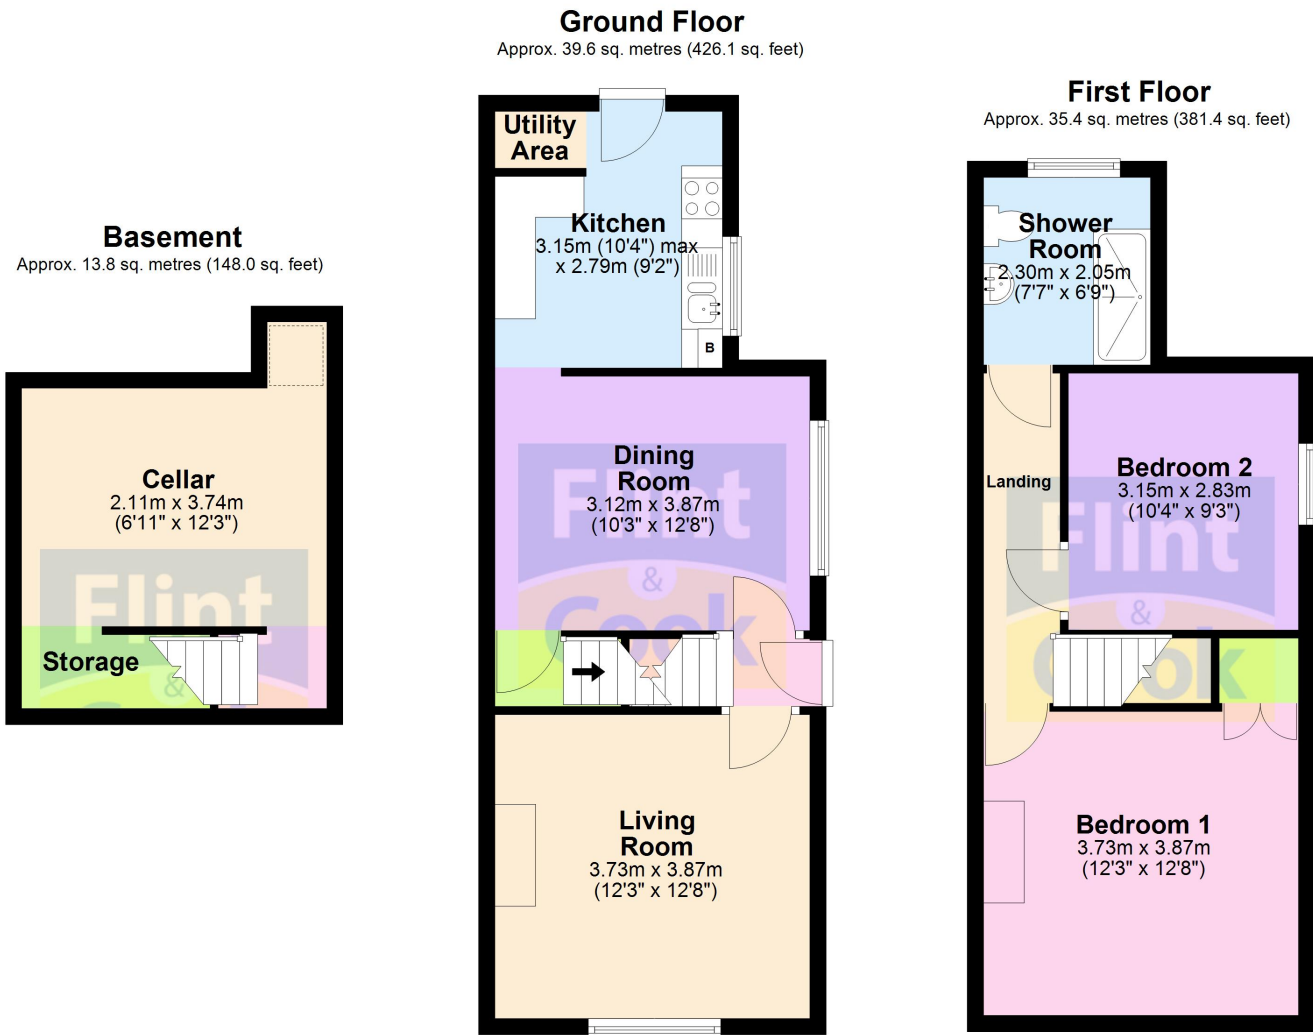 Ground Floor
Approx. 39.6 sq. metres (426.1 sq. feet)
First Floor
Approx. 35.4 sq. metres (381.4 sq. feet)
Basement
Approx. 13.8 sq. metres (148.0 sq. feet)
Utility
Area
Kitchen
3.15m (10'4") max
x 2.79m (9'2")
B
Shower
Room
2.30m x 2.05m
(7'7" x 6'9")
Cellar
2.11m x 3.74m
(6'11" x 12'3")
Flint
Storage
&
Dining
Room
3.12m x 3.87m
(10'3" x 12'8")
Flint
&
Cook
Landing
Bedroom 2
3.15m x 2.83m
(10'4" x 9'3")
Flint
&
Cook
Living
Room
3.73m x 3.87m
(12'3" x 12'8")
Bedroom 1
3.73m x 3.87m
(12'3" x 12'8")